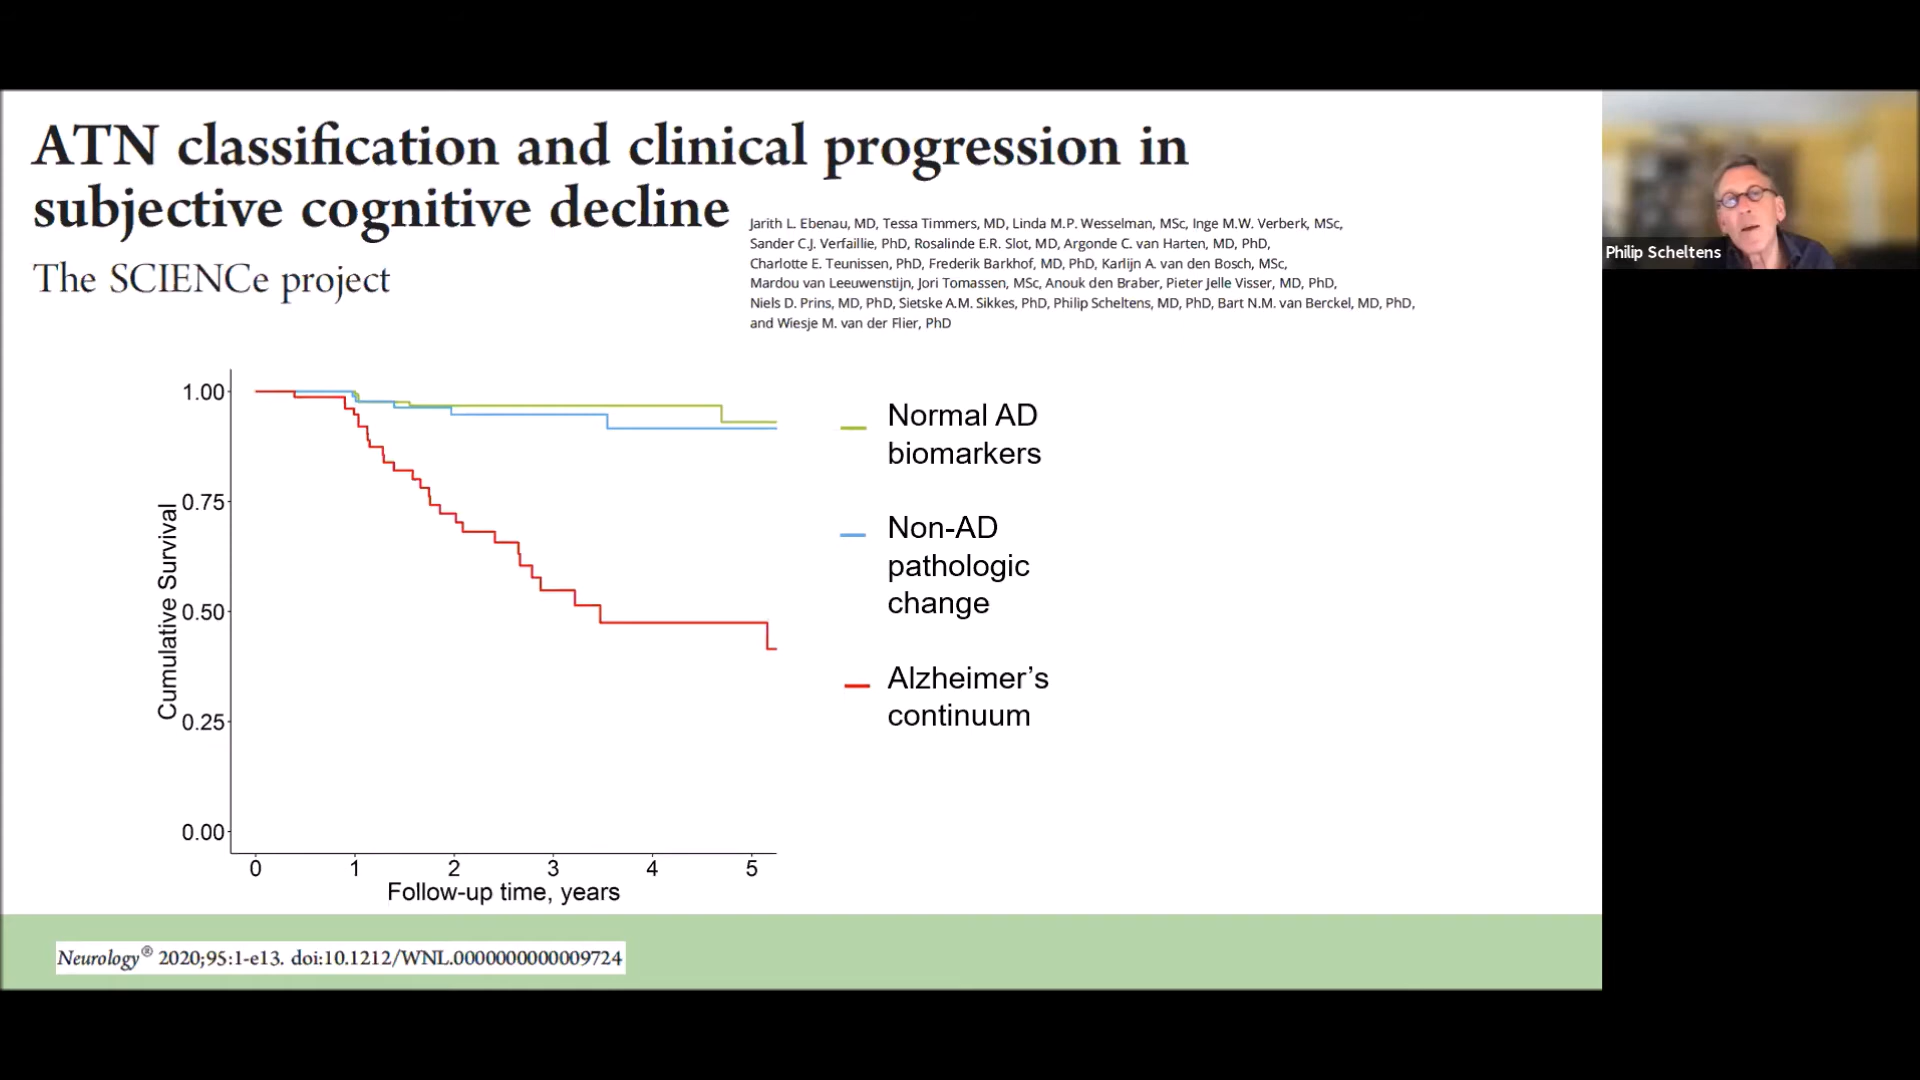 ATN classification and clinical progression in
subjective cognitive decline
The SCIENCe project
Jarith L. Ebenau, MD, Tessa Timmers, MD, Linda M.P. Wesselman, MSc, Inge M.W. Verberk, MSc,
Sander C.J. Verfaillie, PhD, Rosalinde E.R. Slot, MD, Argonde C. van Harten, MD, PhD,
Charlotte E. Teunissen, PhD, Frederik Barkhof, MD, PhD, Karlijn A. van den Bosch, MSc,
Mardou van Leeuwenstijn, Jori Tomassen, MSc, Anouk den Braber, Pieter Jelle Visser, MD, PhD,
Niels D. Prins, MD, PhD, Sietske A.M. Sikkes, PhD, Philip Scheltens, MD, PhD, Bart N.M. van Berckel, MD, PhD,
and Wiesje M. van der Flier, PhD
Philip Scheltens
Cumulative Survival
1.00
0.75
0.50
0.25
0.00
0 1 2 3 4 5
Follow-up time, years
Normal AD
biomarkers
Non-AD
pathologic
change
Alzheimer’s
continuum
Neurology® 2020;95:1-e13. doi:10.1212/WNL.0000000000009724